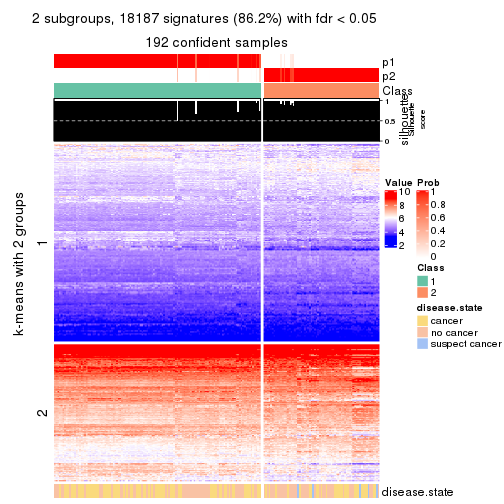 2 subgroups, 18187 signatures (86.2%) with fdr < 0.05
192 confident samples
p1
p2
Class
1
0.5
0
silhouette
Silhouette
score
k-means with 2 groups
1
2
disease.state
Value
10
8
6
4
2
Prob
1
0.8
0.6
0.4
0.2
0
Class
1
2
disease.state
cancer
no cancer
suspect cancer